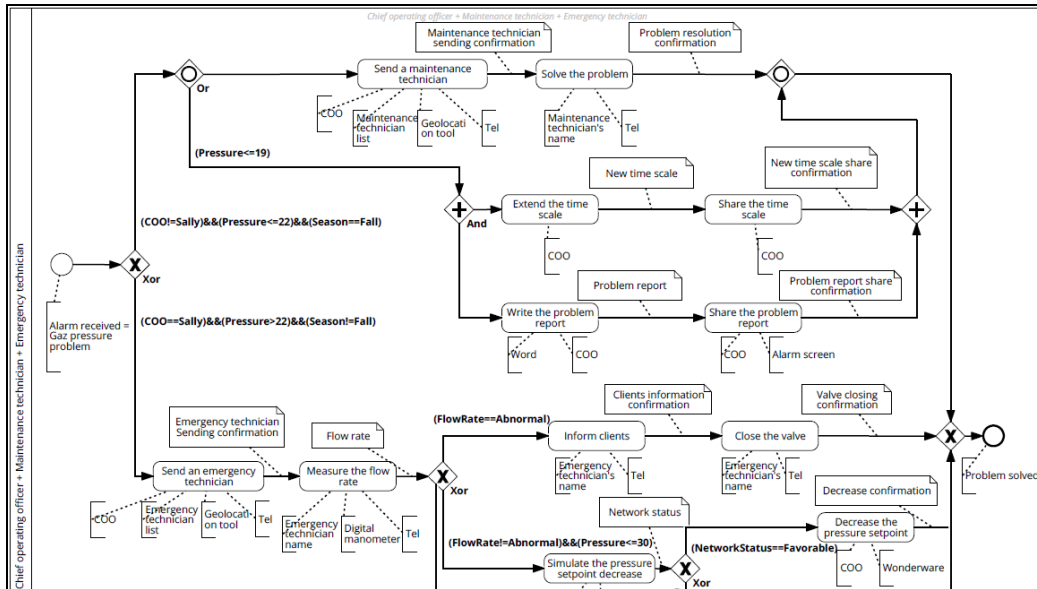 Chief operating officer + Maintenance technician + Emergency technician
Maintenance technician
sending confirmation
Problem resolution
confirmation
Send a maintenance
technician
Solve the problem
Or
COO
Maintenance
technician
list
Geolocati
on tool
Tel
Maintenance
technician's
name
Tel
(Pressure<=19)
New time scale
New time scale share
confirmation
(COO!=Sally)&&(Pressure<=22)&&(Season==Fall)
Extend the time
scale
Share the time
scale
And
COO
COO
Xor
Chief operating officer + Maintenance technician + Emergency technician
Problem report
Problem report share
confirmation
Alarm received =
Gaz pressure
problem
(COO==Sally)&&(Pressure>22)&&(Season!=Fall)
Write the problem
report
Share the problem
report
Word
COO
COO
Alarm screen
Clients information
confirmation
Valve closing
confirmation
Emergency technician
Sending confirmation
Flow rate
(FlowRate==Abnormal)
Inform clients
Close the valve
Send an emergency
technician
Measure the flow
rate
Xor
Emergency
technician's
name
Tel
Emergency
technician's
name
Tel
Problem solved
COO
Emergency
technician
list
Geolocati
on tool
Tel
Emergency
technician
name
Digital
manometer
Tel
Network status
Decrease confirmation
(FlowRate!=Abnormal)&&(Pressure<=30)
(NetworkStatus==Favorable)
Decrease the
pressure setpoint
Simulate the pressure
setpoint decrease
Xor
COO
Wonderware